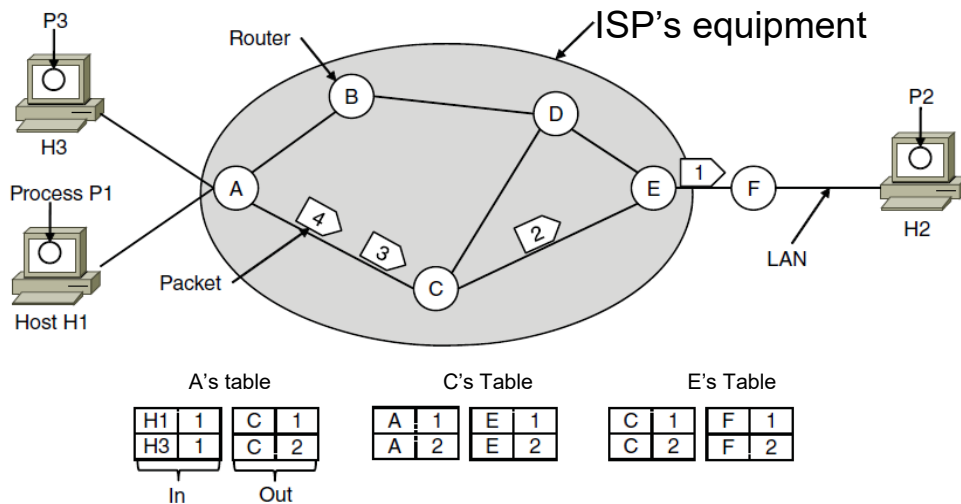 P3
ISP's equipment
Router
B
P2
D
H3
A
E
1
F
Process P1
4
2
H2
3
LAN
Packet
C
Host H1
A's table
C's Table
E's Table
H1 1 C 1 A 1 E 1 C 1 F 1
H3 1 C 2 A 2 E 2 C 2 F 2
In Out